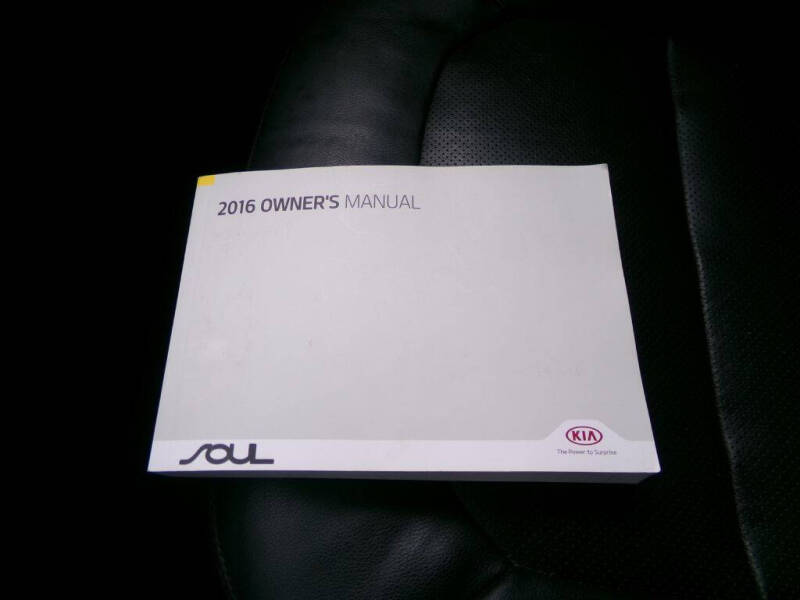 2016 OWNER'S MANUAL
SOUL
KIA
The Power to Surprise